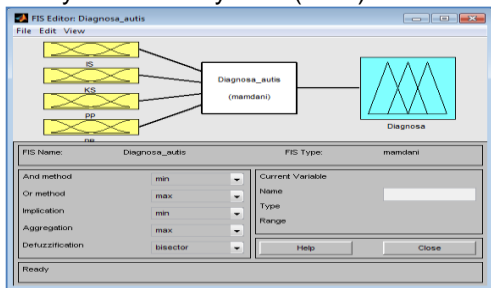 FIS Editor: Diagnosa_autis
File Edit View
IS
KS
PP
Diagnosa_autis
(mamdani)
Diagnosa
FIS Name: Diagnosa_autis FIS Type: mamdani
And method min
Or method max
Implication min
Aggregation max
Defuzzification bisector
Current Variable
Name
Type
Range
Help Close
Ready